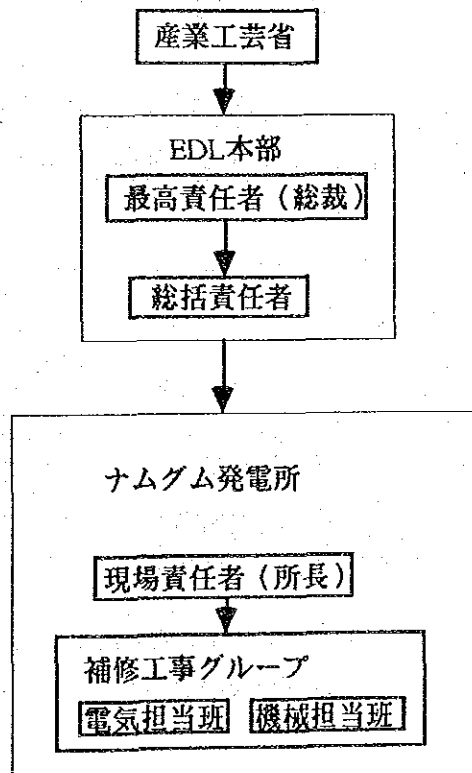 産業工芸省
EDL本部
最高責任者（総裁）
総括責任者
ナムグム発電所
現場責任者（所長）
補修工事グループ
電気担当班 機械担当班